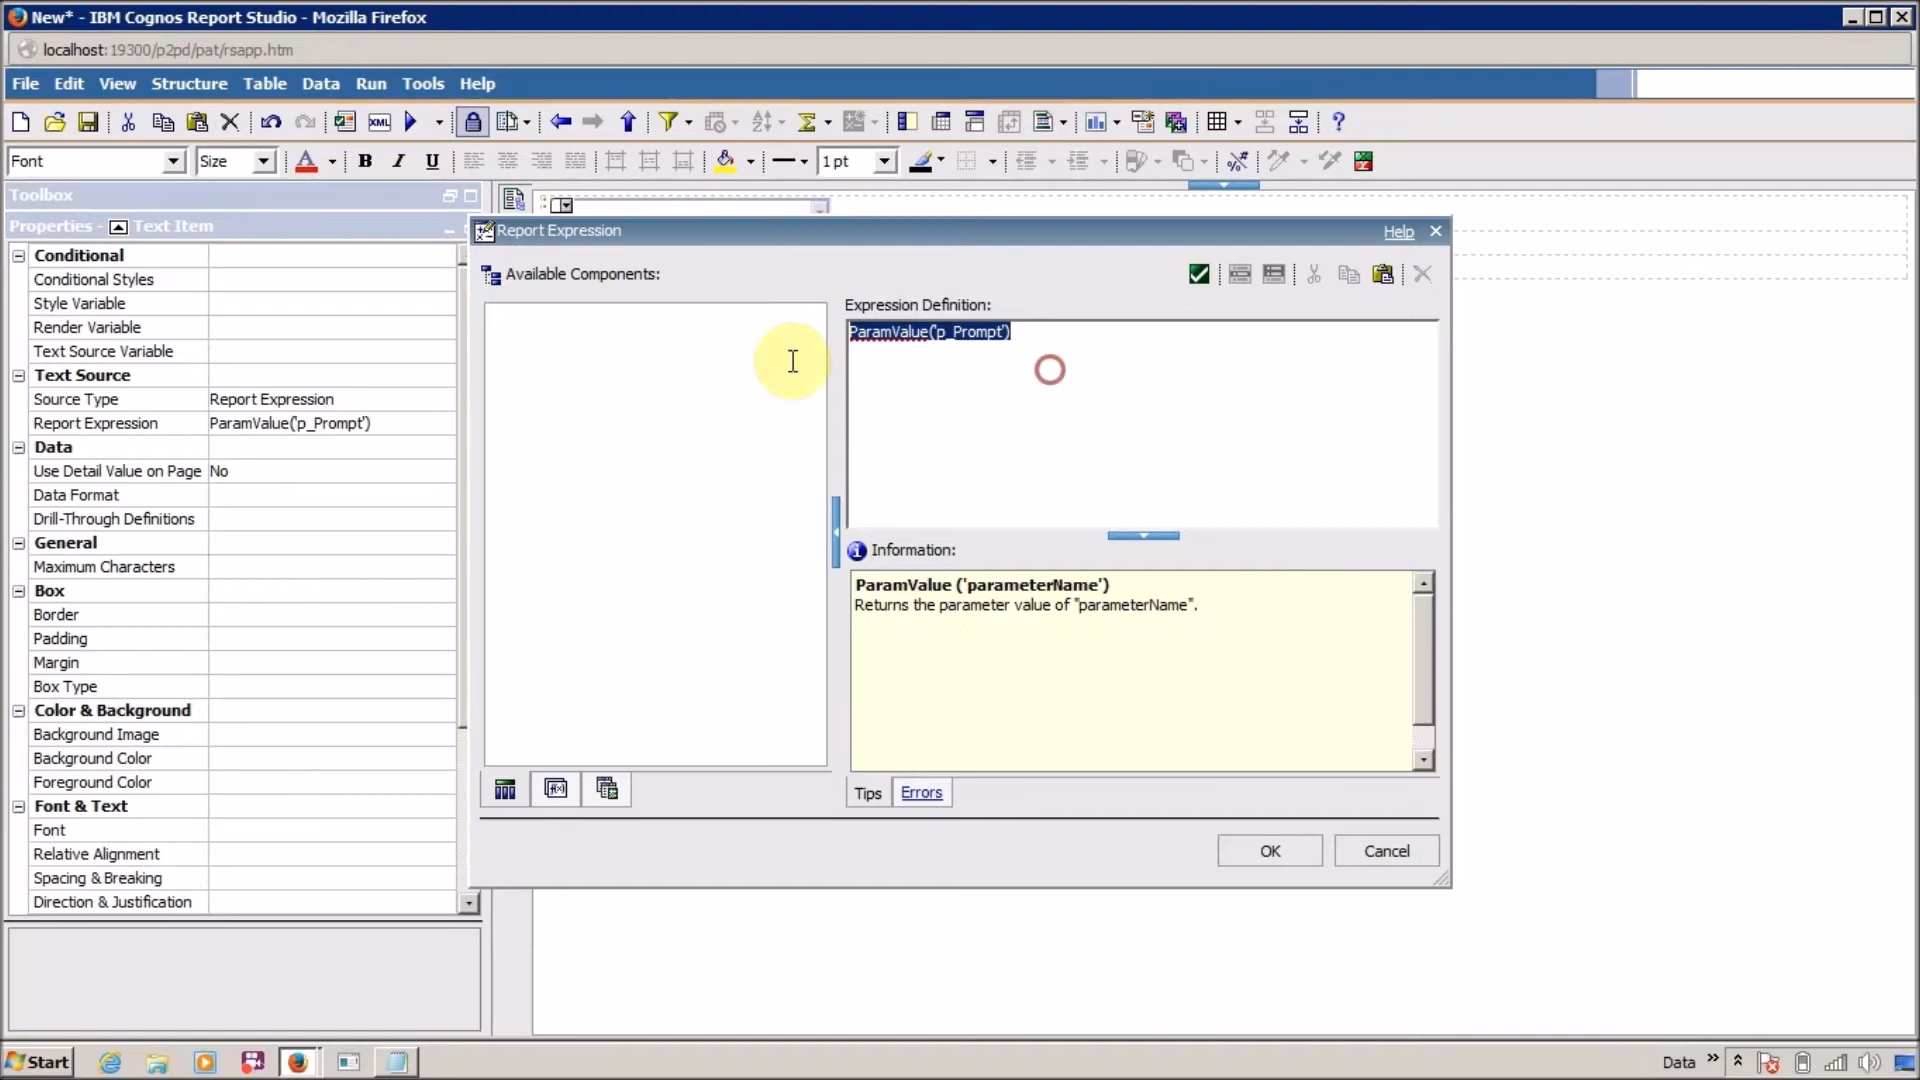 New* - IBM Cognos Report Studio - Mozilla Firefox
localhost:19300/p2pd/pat/rsapp.htm
File Edit View Structure Table Data Run Tools Help
XML
Font Size A B I U 1 pt
Toolbox
Properties - Text Item
Conditional
Conditional Styles
Style Variable
Render Variable
Text Source Variable
Text Source
Source Type Report Expression
Report Expression ParamValue('p_Prompt')
Data
Use Detail Value on Page No
Data Format
Drill-Through Definitions
General
Maximum Characters
Box
Border
Padding
Margin
Box Type
Color & Background
Background Image
Background Color
Foreground Color
Font & Text
Font
Relative Alignment
Spacing & Breaking
Direction & Justification
Report Expression Help
Available Components:
Expression Definition:
ParamValue('p_Prompt')
Information:
ParamValue ('parameterName')
Returns the parameter value of "parameterName".
Tips Errors
OK Cancel
Start Data